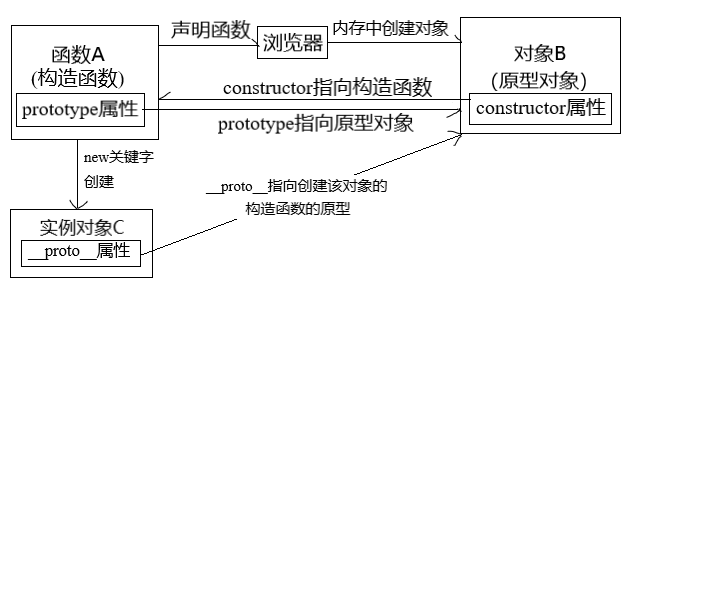 声明函数
浏览器
内存中创建对象
函数A
(构造函数)
prototype属性
对象B
(原型对象)
constructor属性
constructor指向构造函数
prototype指向原型对象
new关键字
创建
__proto__指向创建该对象的
构造函数的原型
实例对象C
__proto__属性